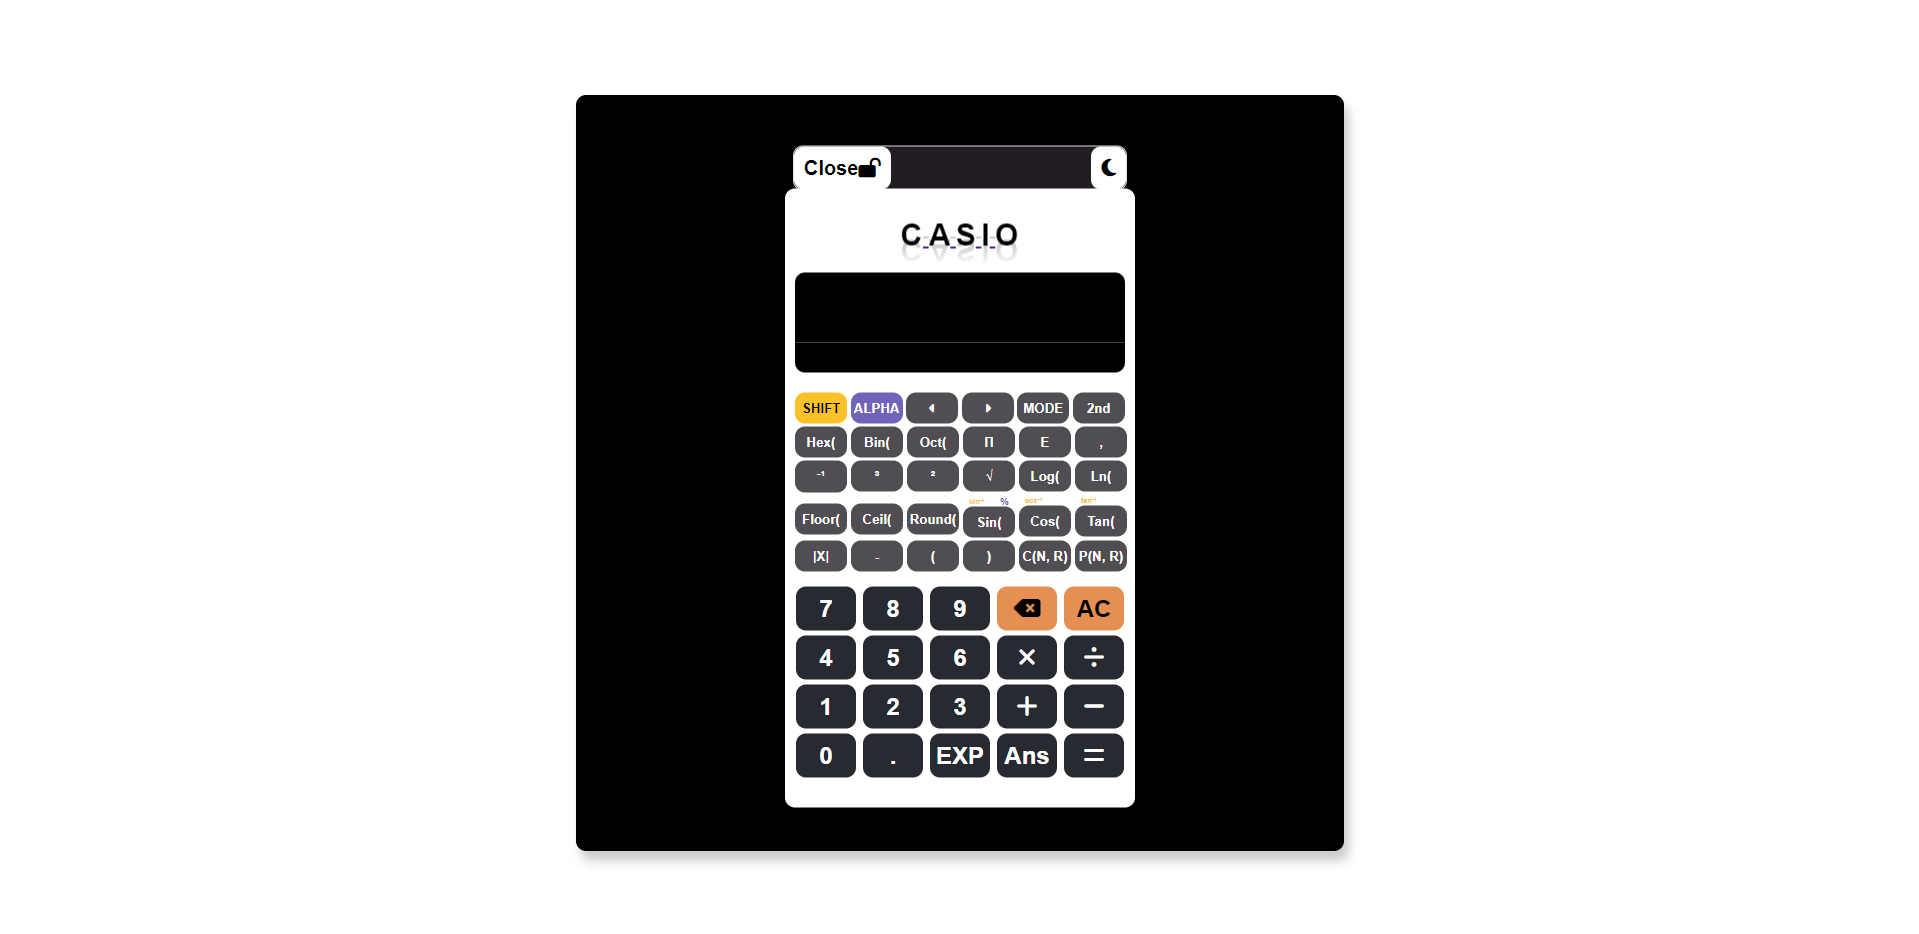 Close
CASIO
SHIFT ALPHA MODE 2nd
Hex( Bin( Oct( Π E ,
⁻¹ ³ ² √ Log( Ln(
sin⁻¹ % cos⁻¹ tan⁻¹
Floor( Ceil( Round( Sin( Cos( Tan(
|X| - ( ) C(N, R) P(N, R)
7 8 9 AC
4 5 6 × ÷
1 2 3 + −
0 . EXP Ans =